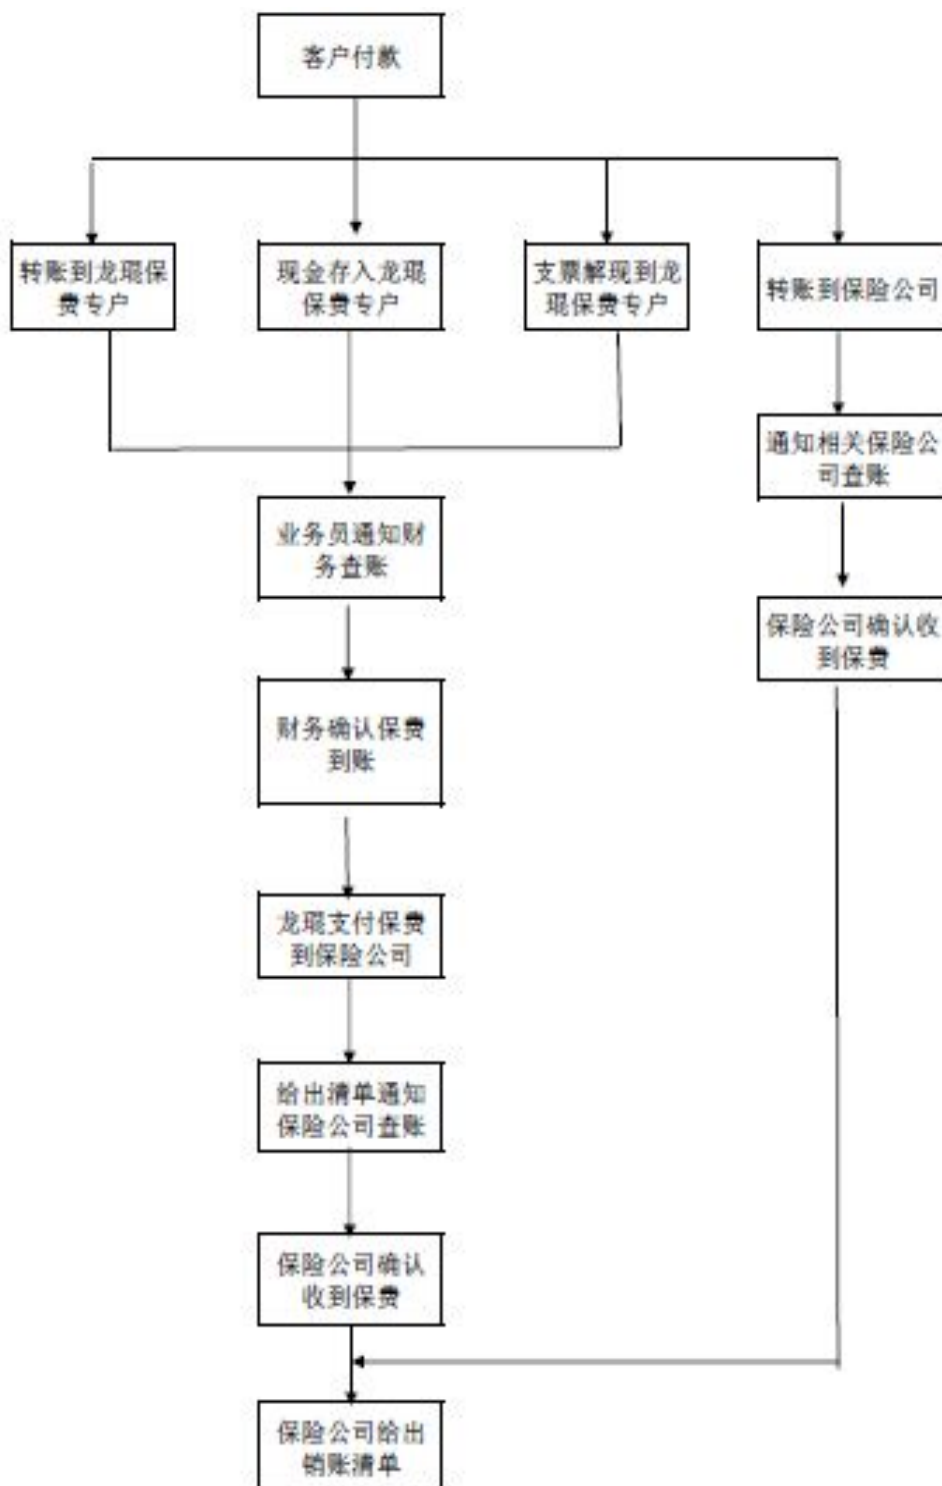 客户付款
转账到龙琨保
费专户
现金存入龙琨
保费专户
支票解现到龙
琨保费专户
转账到保险公司
通知相关保险公
司查账
业务员通知财
务查账
保险公司确认收
到保费
财务确认保费
到账
龙琨支付保费
到保险公司
给出清单通知
保险公司查账
保险公司确认
收到保费
保险公司给出
销账清单